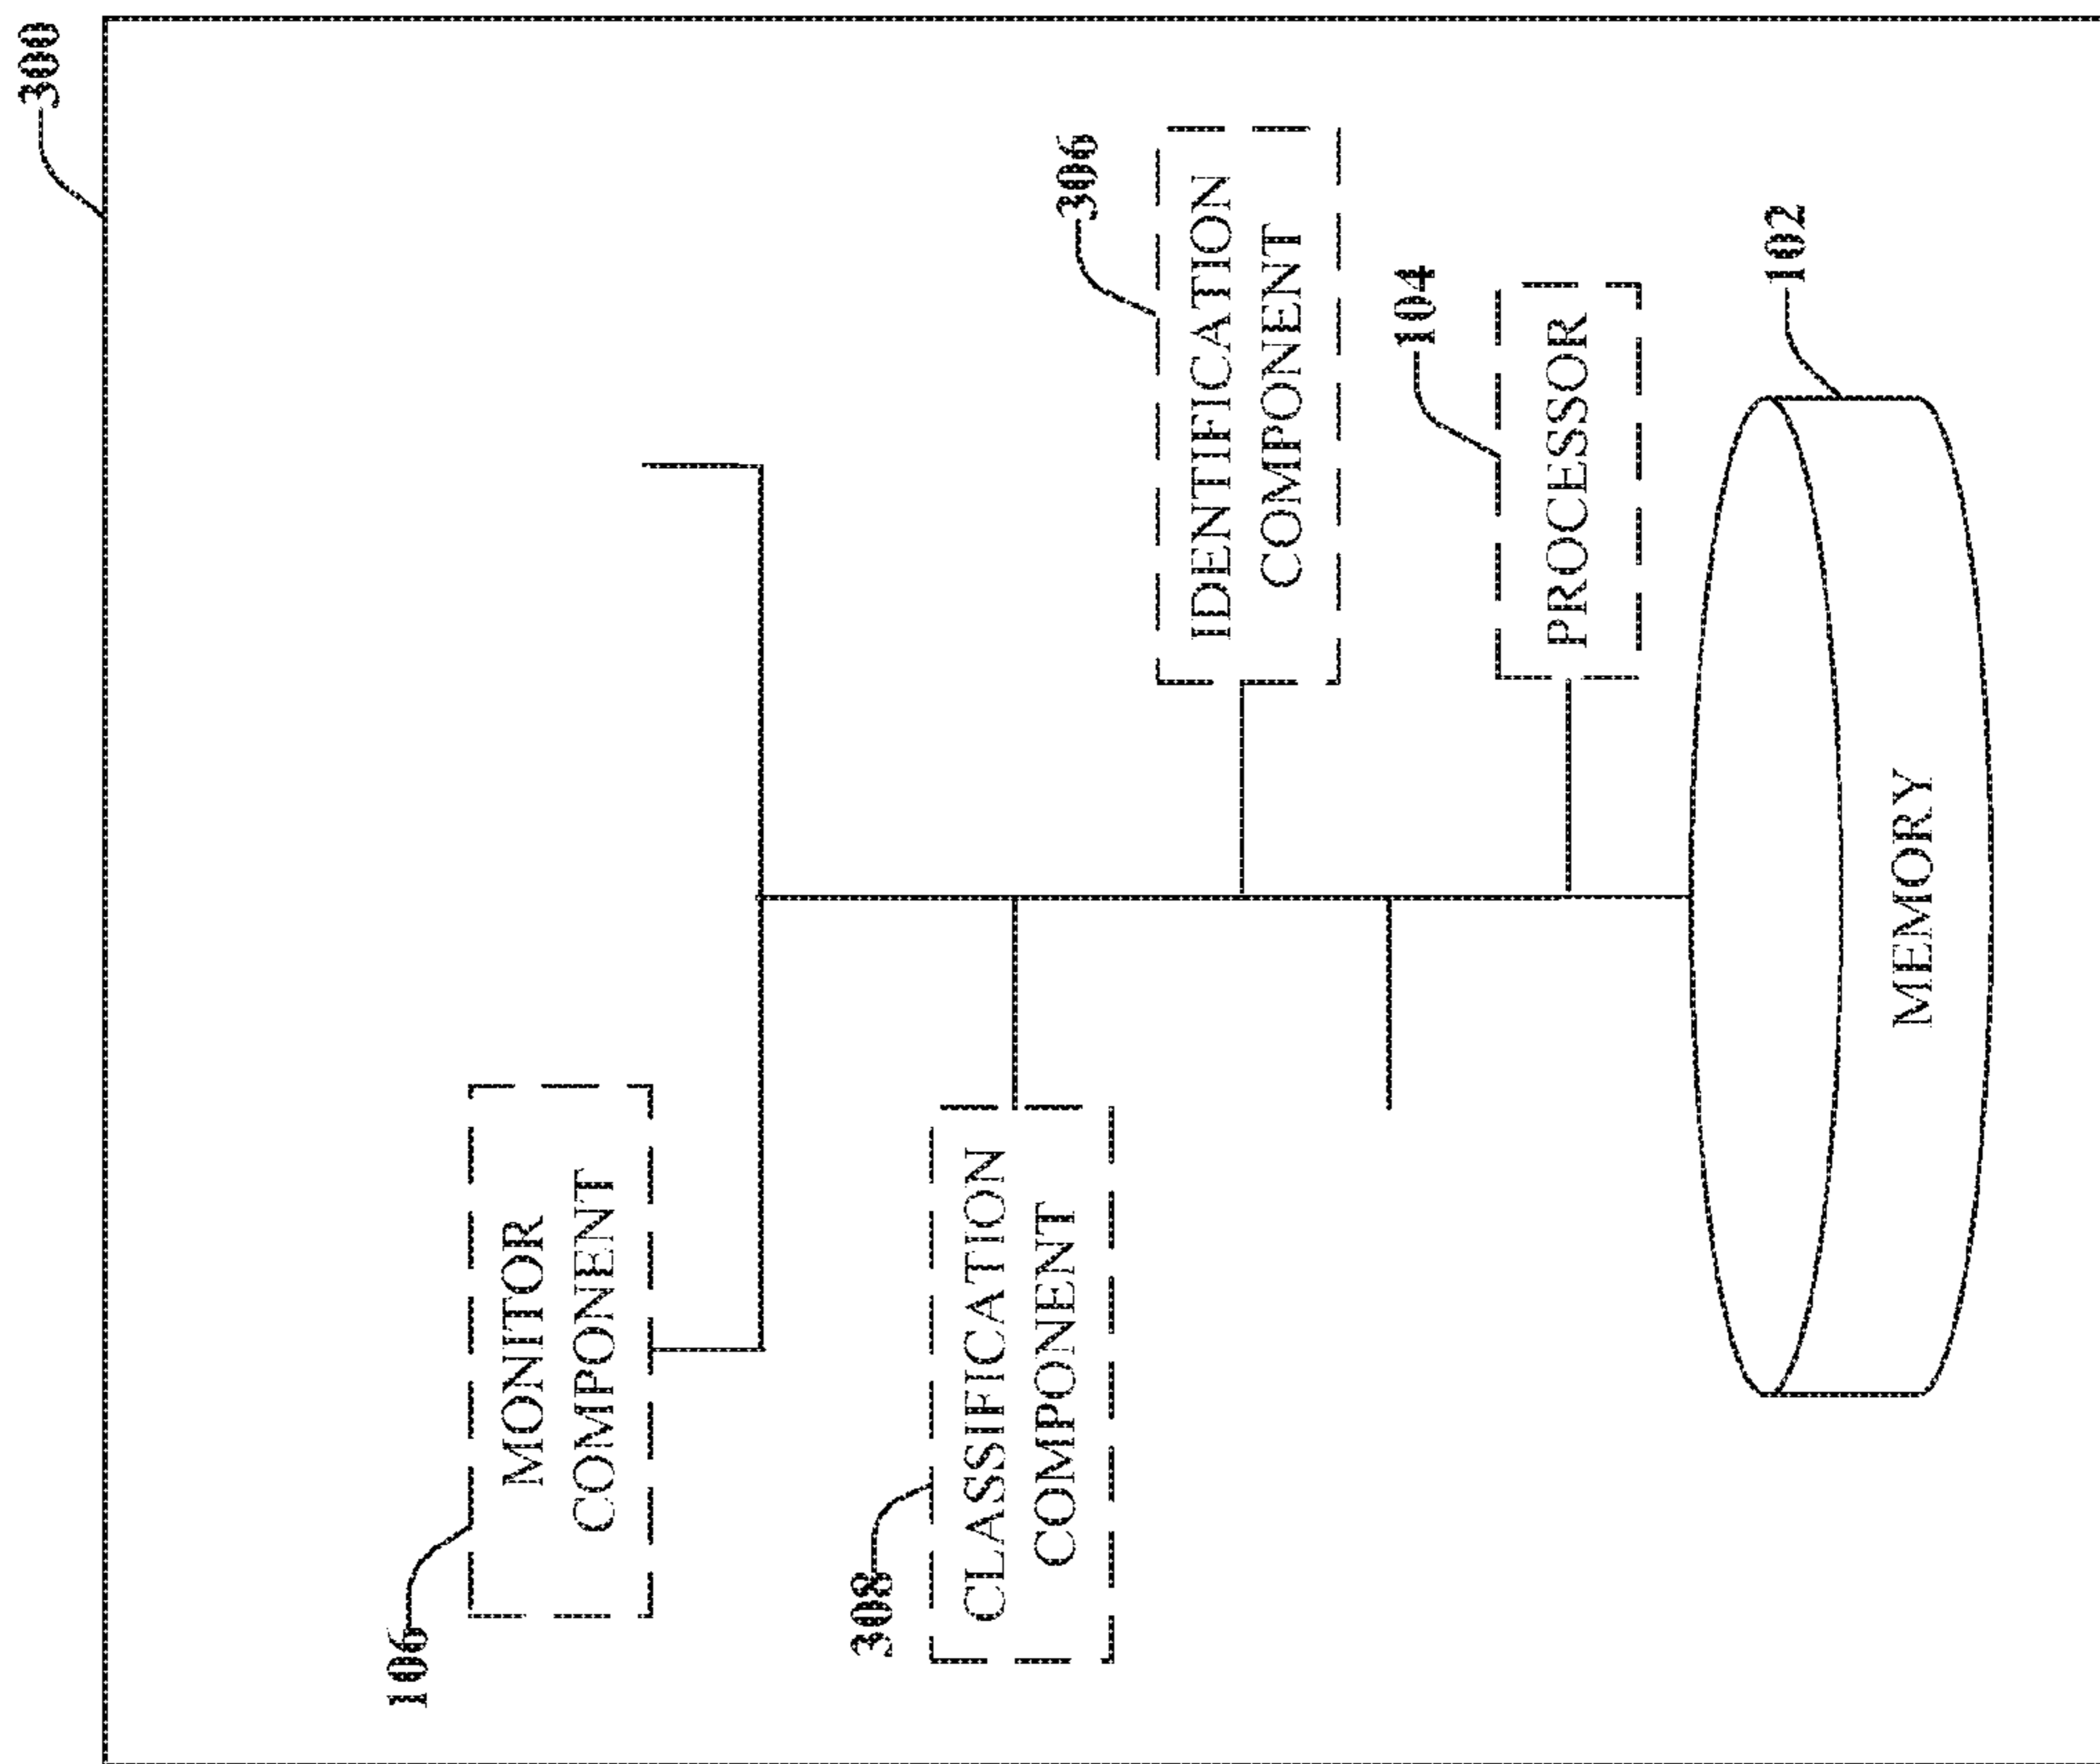 300
106
MONITOR
COMPONENT
308
CLASSIFICATION
COMPONENT
306
IDENTIFICATION
COMPONENT
104
PROCESSOR
102
MEMORY